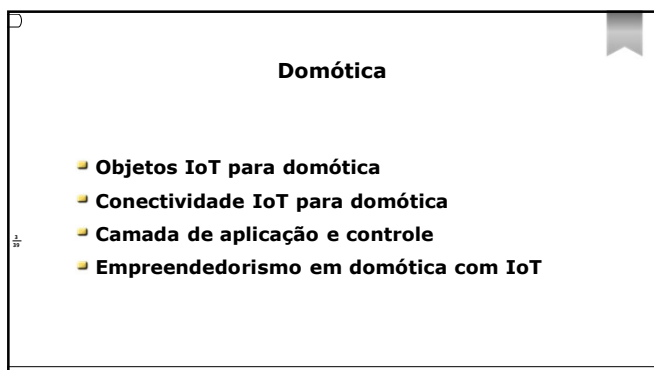 Domótica
Objetos IoT para domótica
Conectividade IoT para domótica
Camada de aplicação e controle
Empreendedorismo em domótica com IoT